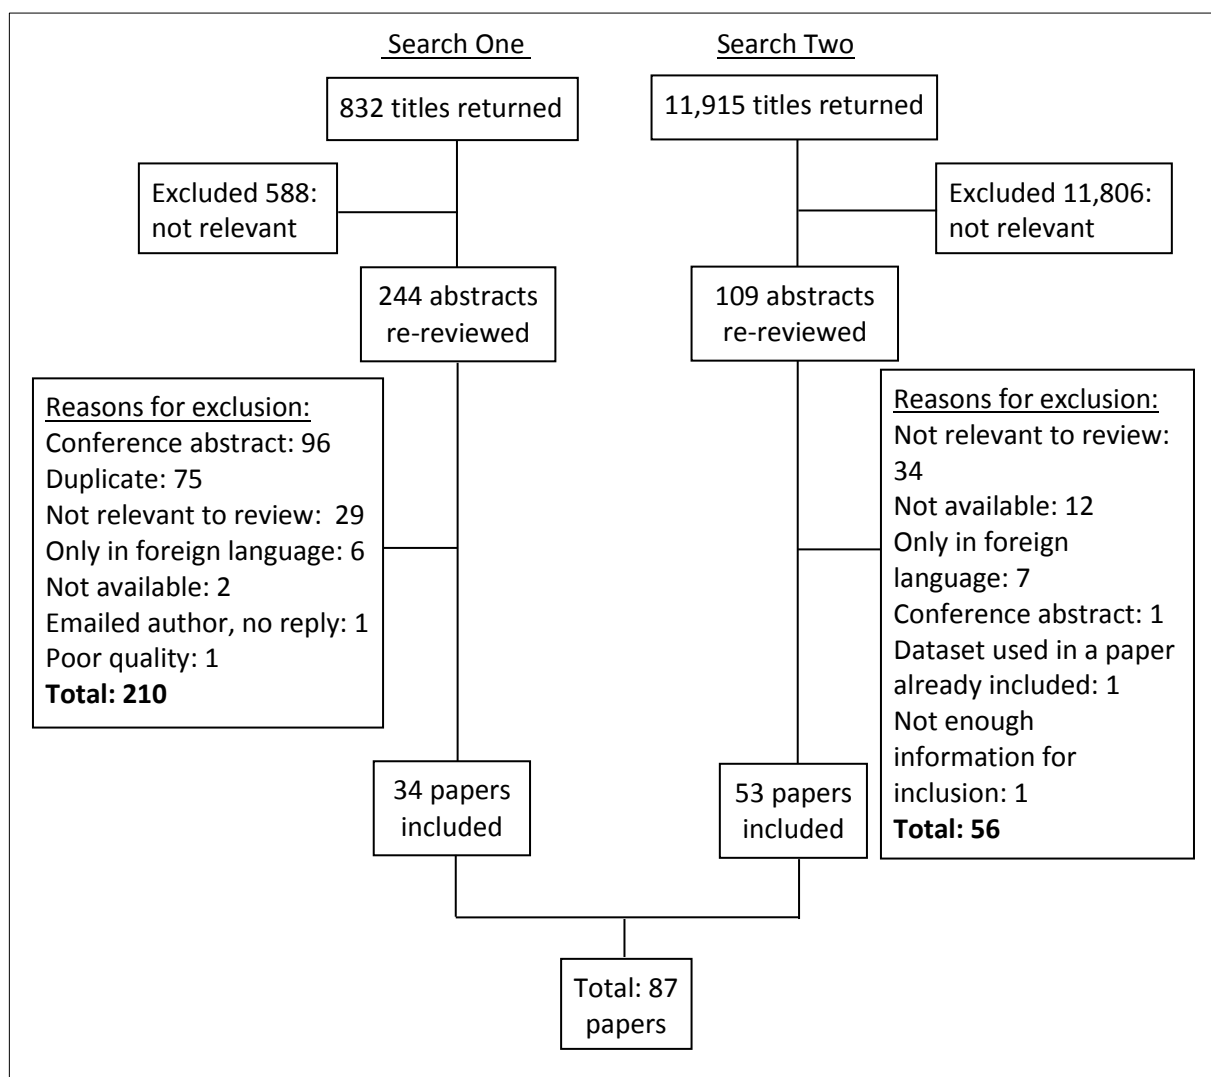 Search One
832 titles returned
Excluded 588:
not relevant
244 abstracts
re-reviewed
Reasons for exclusion:
Conference abstract: 96
Duplicate: 75
Not relevant to review:  29
Only in foreign language: 6
Not available: 2
Emailed author, no reply: 1
Poor quality: 1
Total: 210
34 papers
included
Search Two
11,915 titles returned
Excluded 11,806:
not relevant
109 abstracts
re-reviewed
Reasons for exclusion:
Not relevant to review:
34
Not available: 12
Only in foreign
language: 7
Conference abstract: 1
Dataset used in a paper
already included: 1
Not enough
information for
inclusion: 1
Total: 56
53 papers
included
Total: 87
papers